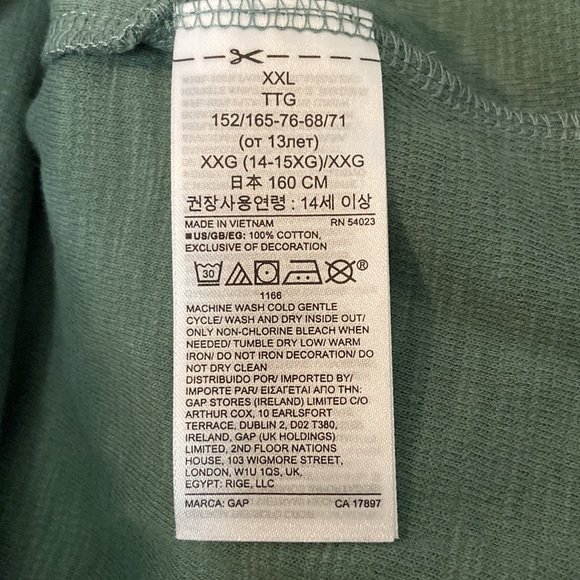 XXL
TTG
152/165-76-68/71
(от 13лет)
XXG (14-15XG)/XXG
日本 160 CM
권장사용연령 : 14세 이상
MADE IN VIETNAM RN 54023
■US/GB/EG: 100% COTTON,
EXCLUSIVE OF DECORATION
30 ®
1166
MACHINE WASH COLD GENTLE
CYCLE/ WASH AND DRY INSIDE OUT/
ONLY NON-CHLORINE BLEACH WHEN
NEEDED/ TUMBLE DRY LOW/ WARM
IRON/ DO NOT IRON DECORATION/ DO
NOT DRY CLEAN
DISTRIBUIDO POR/ IMPORTED BY/
IMPORTE PAR/ ΕΙΣΑΓΕΤΑΙ ΑΠΟ ΤΗΝ:
GAP STORES (IRELAND) LIMITED C/O
ARTHUR COX, 10 EARLSFORT
TERRACE, DUBLIN 2, D02 T380,
IRELAND, GAP (UK HOLDINGS)
LIMITED, 2ND FLOOR NATIONS
HOUSE, 103 WIGMORE STREET,
LONDON, W1U 1QS, UK,
EGYPT: RIGE, LLC
MARCA: GAP CA 17897